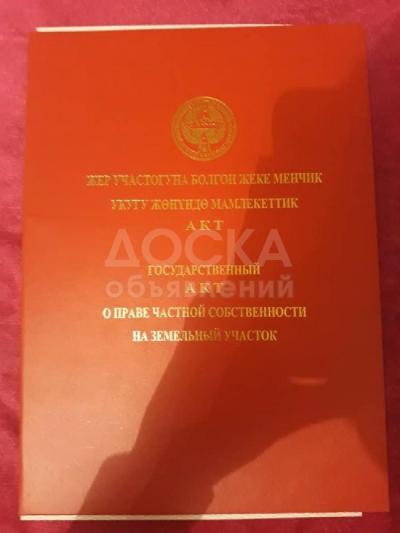 ЖЕР УЧАСТОГУНА БОЛГОН ЖЕКЕ МЕНЧИК
УКУГУ ЖӨНҮНДӨ МАМЛЕКЕТТИК
АКТ
ДОСКА
объявлений
ГОСУДАРСТВЕННЫЙ
АКТ
О ПРАВЕ ЧАСТНОЙ СОБСТВЕННОСТИ
НА ЗЕМЕЛЬНЫЙ УЧАСТОК